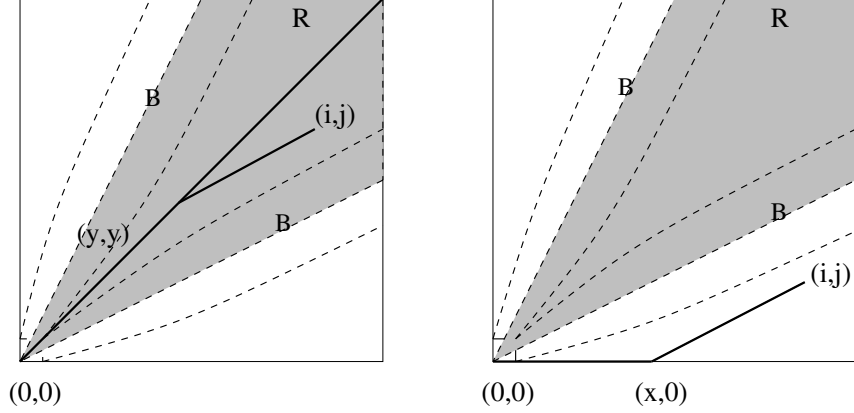 R
B
(i,j)
(y,y)
B
(0,0)
R
B
B
(i,j)
(0,0)
(x,0)